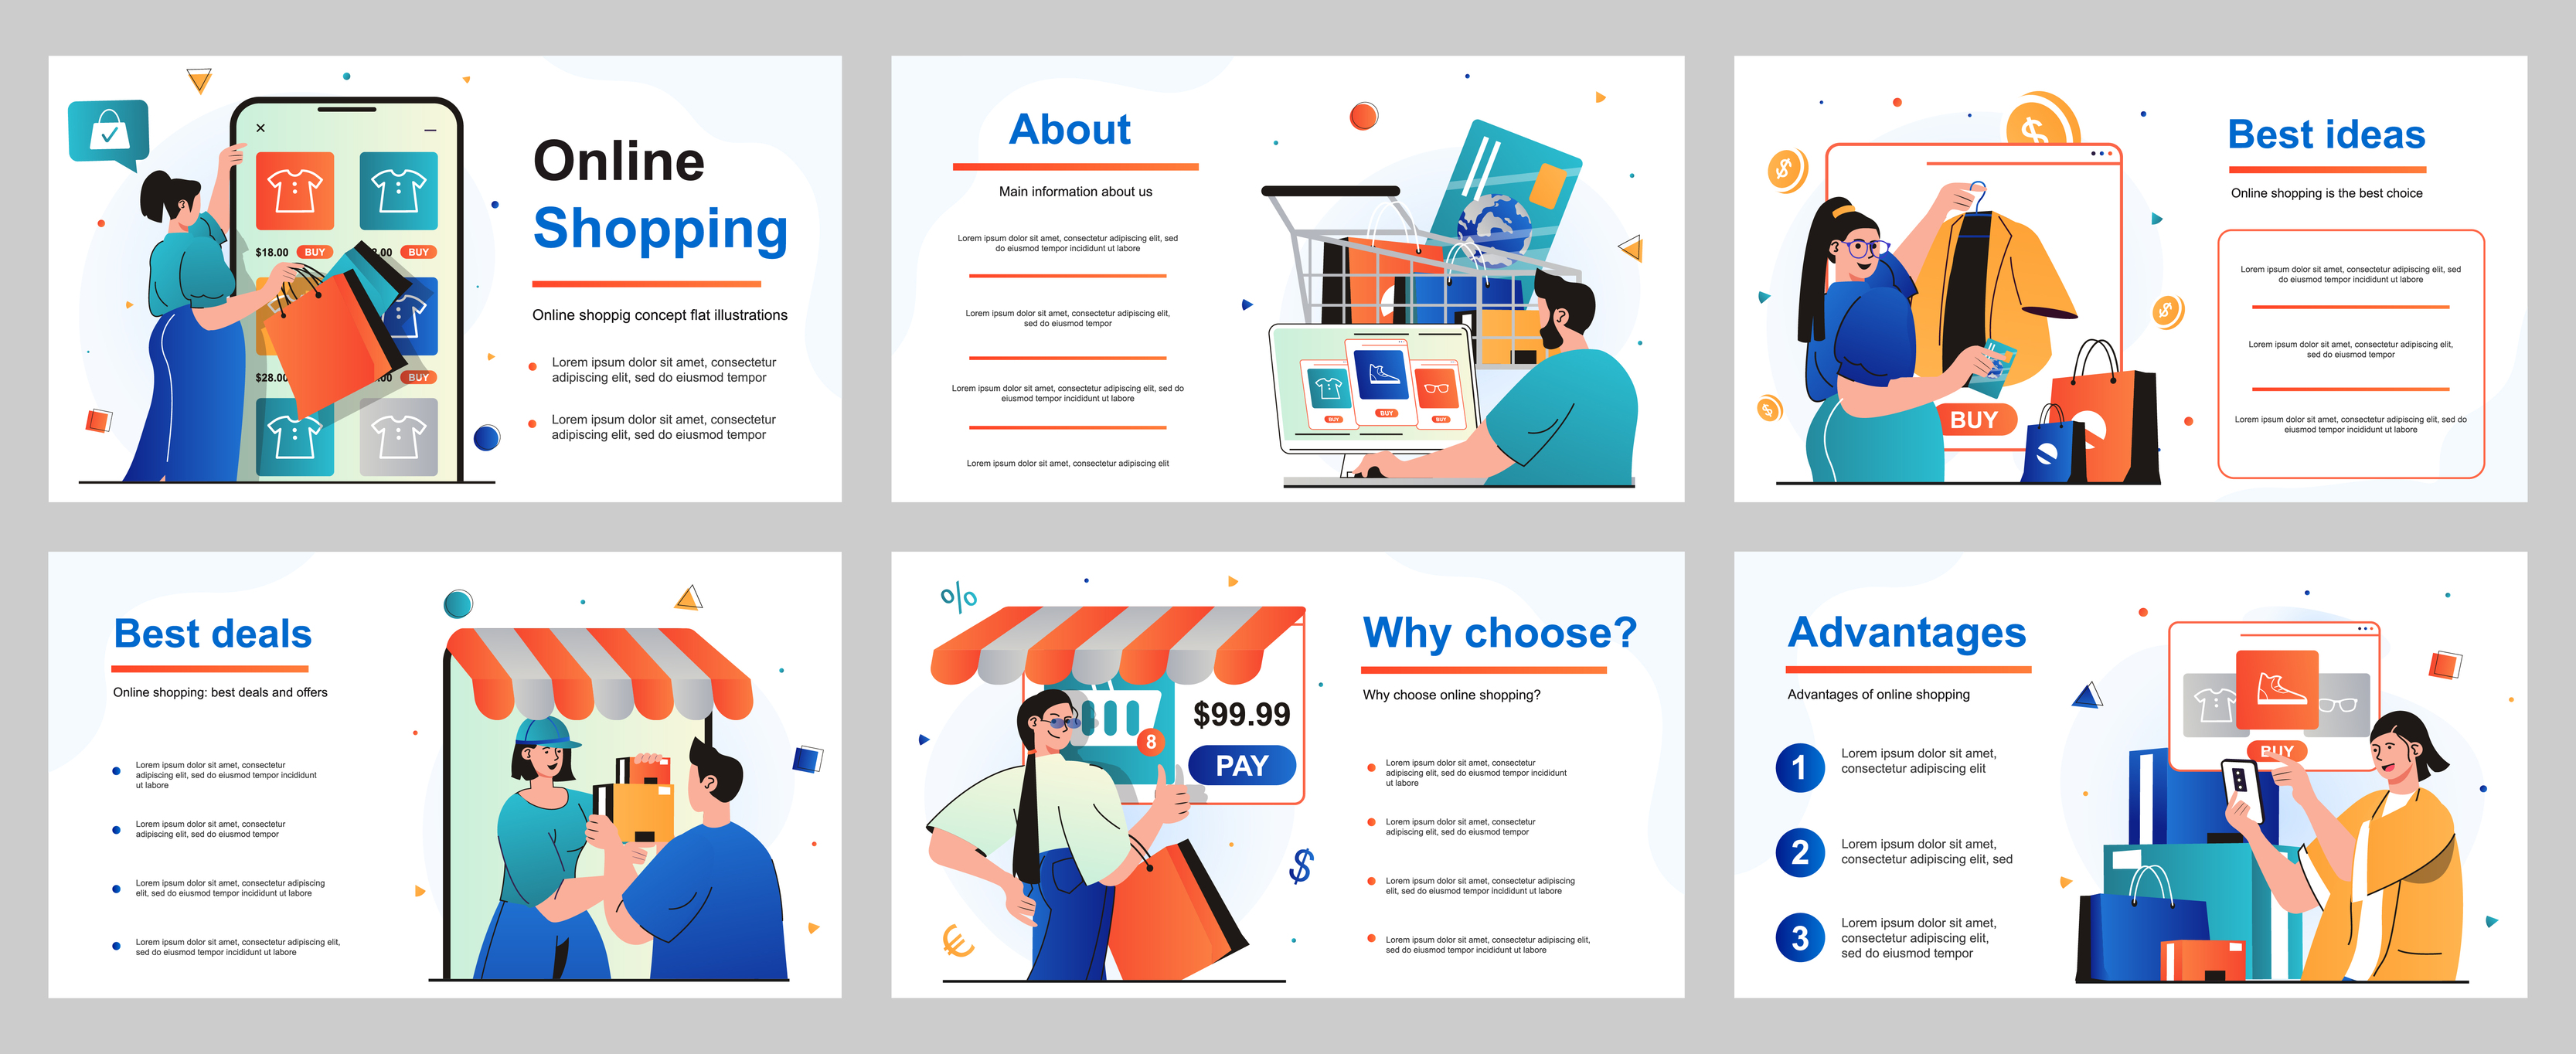 Online
Shopping
Online shoppig concept flat illustrations
Lorem ipsum dolor sit amet, consectetur
adipiscing elit, sed do eiusmod tempor
Lorem ipsum dolor sit amet, consectetur
adipiscing elit, sed do eiusmod tempor
$18.00 BUY .00 BUY
$28.00 .00 BUY
About
Main information about us
Lorem ipsum dolor sit amet, consectetur adipiscing elit, sed
do eiusmod tempor incididunt ut labore
Lorem ipsum dolor sit amet, consectetur adipiscing elit,
sed do eiusmod tempor
Lorem ipsum dolor sit amet, consectetur adipiscing elit, sed do
eiusmod tempor incididunt ut labore
Lorem ipsum dolor sit amet, consectetur adipiscing elit
BUY BUY BUY
Best ideas
Online shopping is the best choice
Lorem ipsum dolor sit amet, consectetur adipiscing elit, sed
do eiusmod tempor incididunt ut labore
Lorem ipsum dolor sit amet, consectetur adipiscing elit,
sed do eiusmod tempor
Lorem ipsum dolor sit amet, consectetur adipiscing elit, sed do
eiusmod tempor incididunt ut labore
$
$
$
$
BUY
Best deals
Online shopping: best deals and offers
Lorem ipsum dolor sit amet, consectetur
adipiscing elit, sed do eiusmod tempor incididunt
ut labore
Lorem ipsum dolor sit amet, consectetur
adipiscing elit, sed do eiusmod tempor
Lorem ipsum dolor sit amet, consectetur adipiscing
elit, sed do eiusmod tempor incididunt ut labore
Lorem ipsum dolor sit amet, consectetur adipiscing elit,
sed do eiusmod tempor incididunt ut labore
%
$99.99
8
PAY
$
€
Why choose?
Why choose online shopping?
Lorem ipsum dolor sit amet, consectetur
adipiscing elit, sed do eiusmod tempor incididunt
ut labore
Lorem ipsum dolor sit amet, consectetur
adipiscing elit, sed do eiusmod tempor
Lorem ipsum dolor sit amet, consectetur adipiscing
elit, sed do eiusmod tempor incididunt ut labore
Lorem ipsum dolor sit amet, consectetur adipiscing elit,
sed do eiusmod tempor incididunt ut labore
Advantages
Advantages of online shopping
1 Lorem ipsum dolor sit amet,
consectetur adipiscing elit
2 Lorem ipsum dolor sit amet,
consectetur adipiscing elit, sed
3 Lorem ipsum dolor sit amet,
consectetur adipiscing elit,
sed do eiusmod tempor
BUY